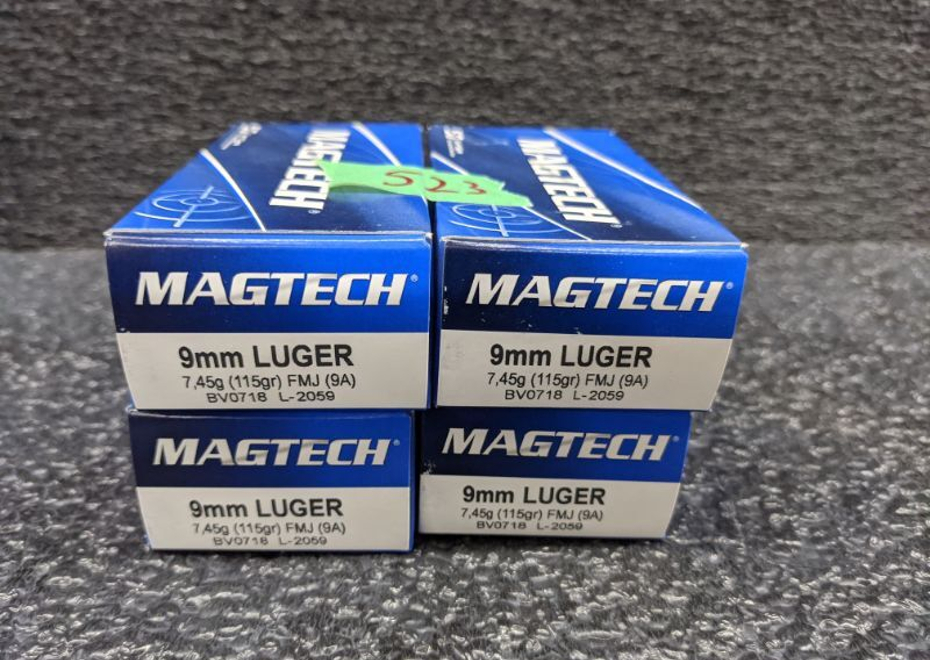 MAGTECH®
MAGTECH®
523
MAGTECH®
9mm LUGER
7,45g (115gr) FMJ (9A)
BV0718 L-2059
MAGTECH®
9mm LUGER
7,45g (115gr) FMJ (9A)
BV0718 L-2059
MAGTECH®
9mm LUGER
7,45g (115gr) FMJ (9A)
BV0718 L-2059
MAGTECH®
9mm LUGER
7,45g (115gr) FMJ (9A)
BV0718 L-2059